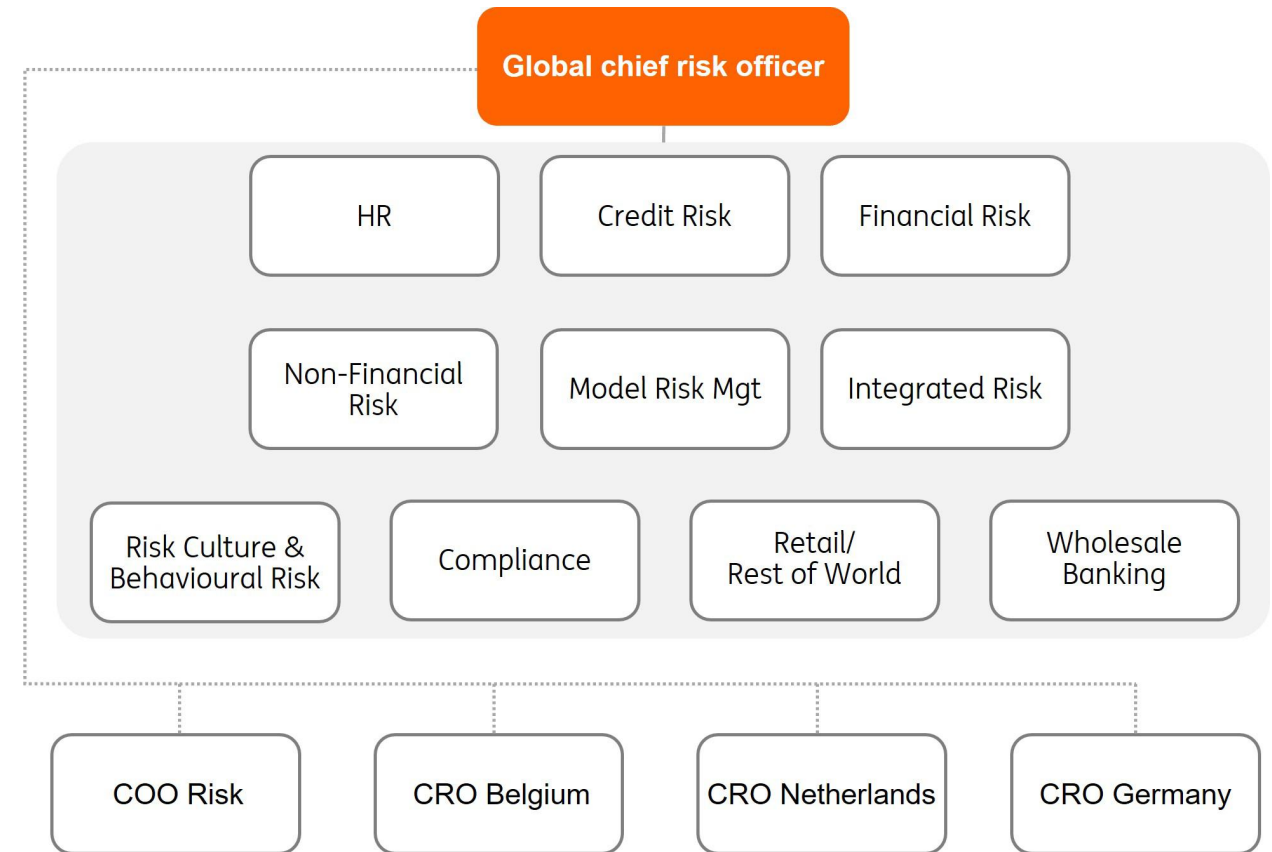 Global chief risk officer
HR
Credit Risk
Financial Risk
Non-Financial
Risk
Model Risk Mgt
Integrated Risk
Risk Culture &
Behavioural Risk
Compliance
Retail/
Rest of World
Wholesale
Banking
COO Risk
CRO Belgium
CRO Netherlands
CRO Germany